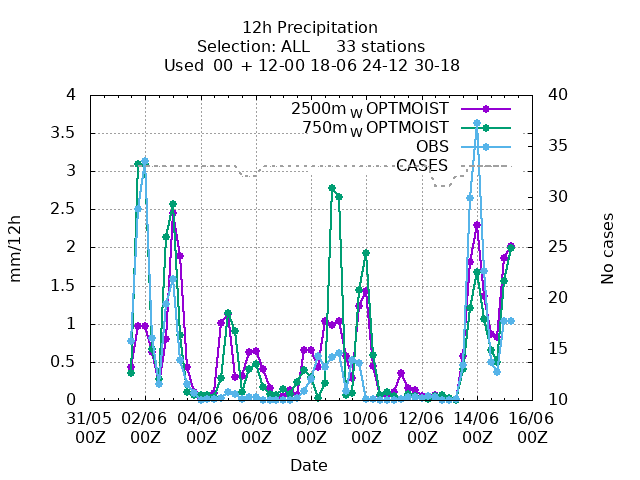 12h Precipitation
Selection: ALL     33 stations
Used  00 + 12-00 18-06 24-12 30-18
4 40
2500m W OPTMOIST
3.5 750m W OPTMOIST 35
OBS
CASES
3 30
2.5
2 25
mm/12h
No cases
1.5 20
1
0.5 15
0 10
31/05 02/06 04/06 06/06 08/06 10/06 12/06 14/06 16/06
00Z 00Z 00Z 00Z 00Z 00Z 00Z 00Z 00Z
Date